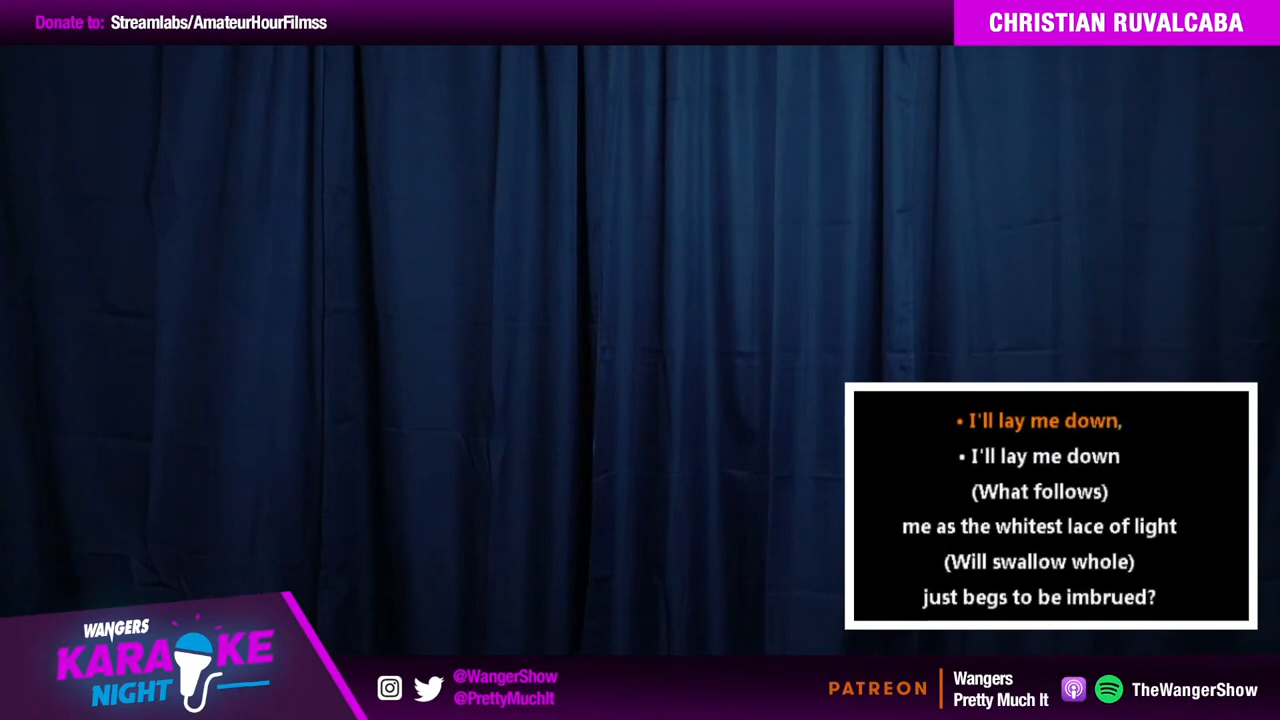 Donate to: Streamlabs/AmateurHourFilmss
CHRISTIAN RUVALCABA
• I'll lay me down,
• I'll lay me down
(What follows)
me as the whitest lace of light
(Will swallow whole)
just begs to be imbrued?
WANGERS
KARAOKE
NIGHT
@WangerShow
@PrettyMuchIt
PATREON
Wangers
Pretty Much It
TheWangerShow